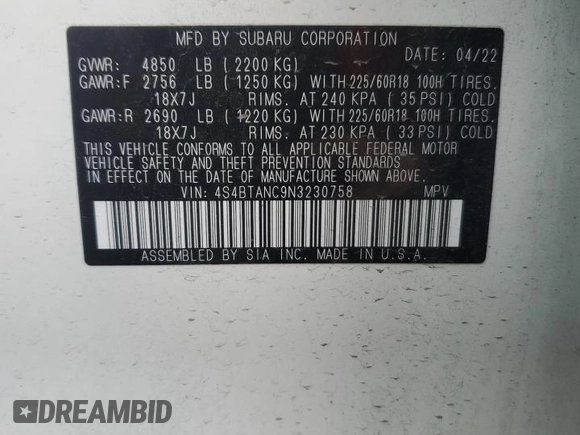 MFD BY SUBARU CORPORATION
DATE: 04/22
GVWR: 4850 LB (2200 KG)
GAWR:F 2756 LB (1250 KG) WITH 225/60R18 100H TIRES.
18X7J RIMS. AT 240 KPA (35 PSI) COLD
GAWR:R 2690 LB (1220 KG) WITH 225/60R18 100H TIRES.
18X7J RIMS. AT 230 KPA (33 PSI) COLD
THIS VEHICLE CONFORMS TO ALL APPLICABLE FEDERAL MOTOR
VEHICLE SAFETY AND THEFT PREVENTION STANDARDS
IN EFFECT ON THE DATE OF MANUFACTURE SHOWN ABOVE.
VIN: 4S4BTANC9N3230758 MPV
ASSEMBLED BY SIA INC. MADE IN U.S.A.
DREAMBID